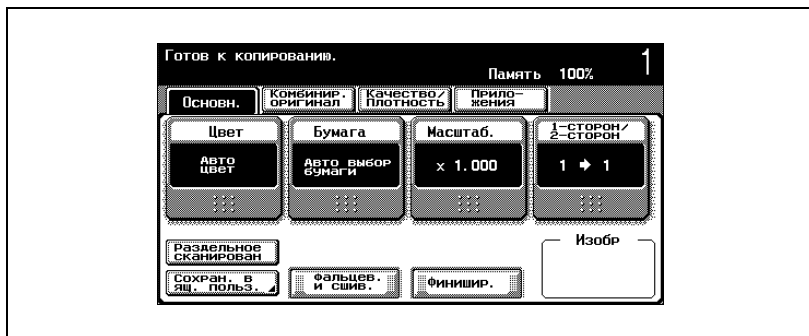 Готов к копированию.
1
Память 100%
Основн.
Комбинир.
оригинал
Качество/
Плотность
Прило-
жения
Цвет
Бумага
Масштаб.
1-сторон/
2-сторон
Авто
цвет
Авто выбор
бумаги
x 1.000
1 ➔ 1
Раздельное
сканирован
Изобр
Сохран. в
ящ. польз.
Фальцев.
и сшив.
Финишир.